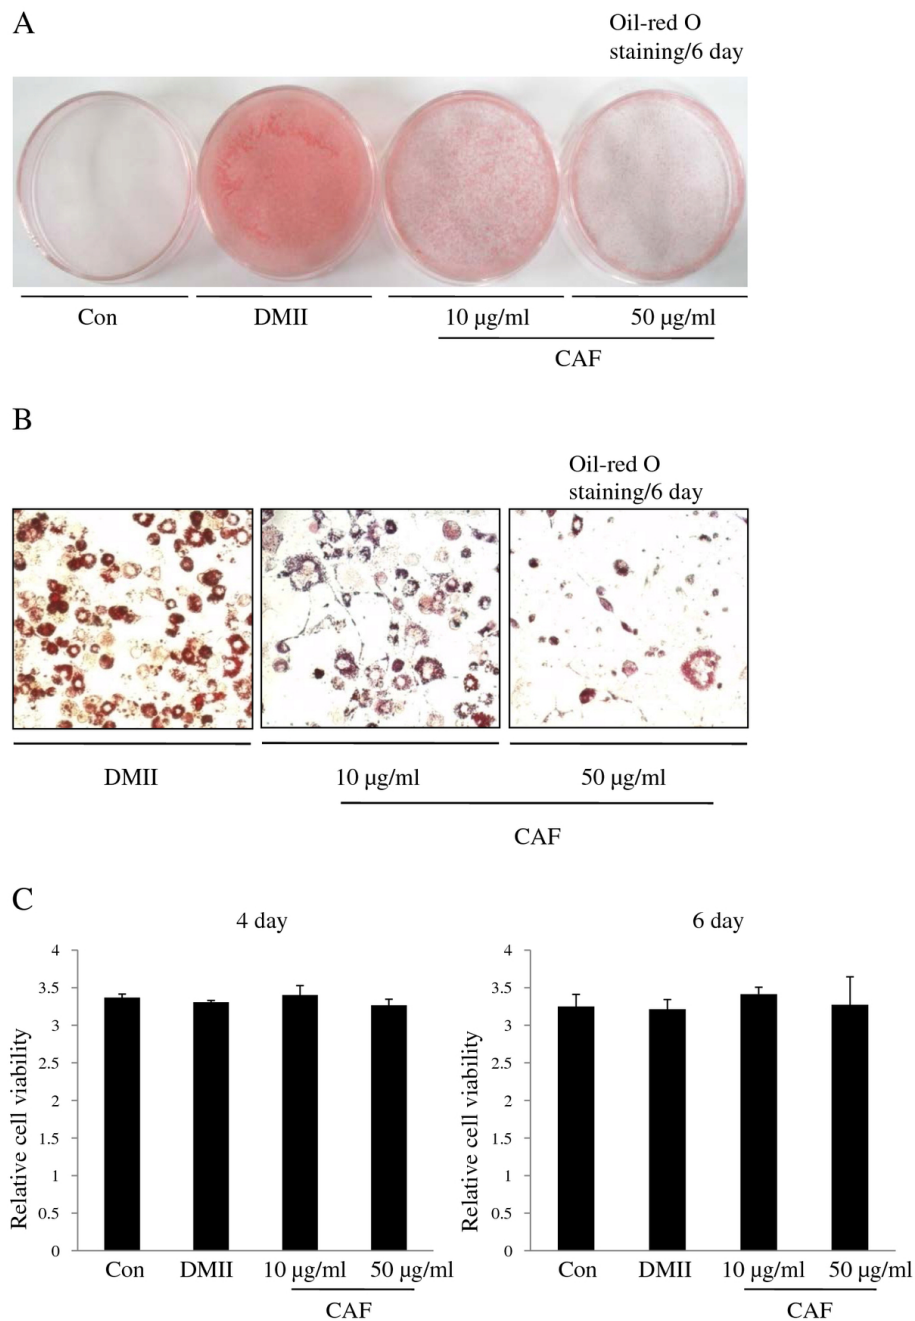 A
Oil-red O
staining/6 day
Con DMII 10 µg/ml 50 µg/ml
CAF
B
Oil-red O
staining/6 day
DMII 10 µg/ml 50 µg/ml
CAF
C
4 day
Relative cell viability
4
3.5
3
2.5
2
1.5
1
0.5
0
Con DMII 10 µg/ml 50 µg/ml
CAF
6 day
Relative cell viability
4
3.5
3
2.5
2
1.5
1
0.5
0
Con DMII 10 µg/ml 50 µg/ml
CAF